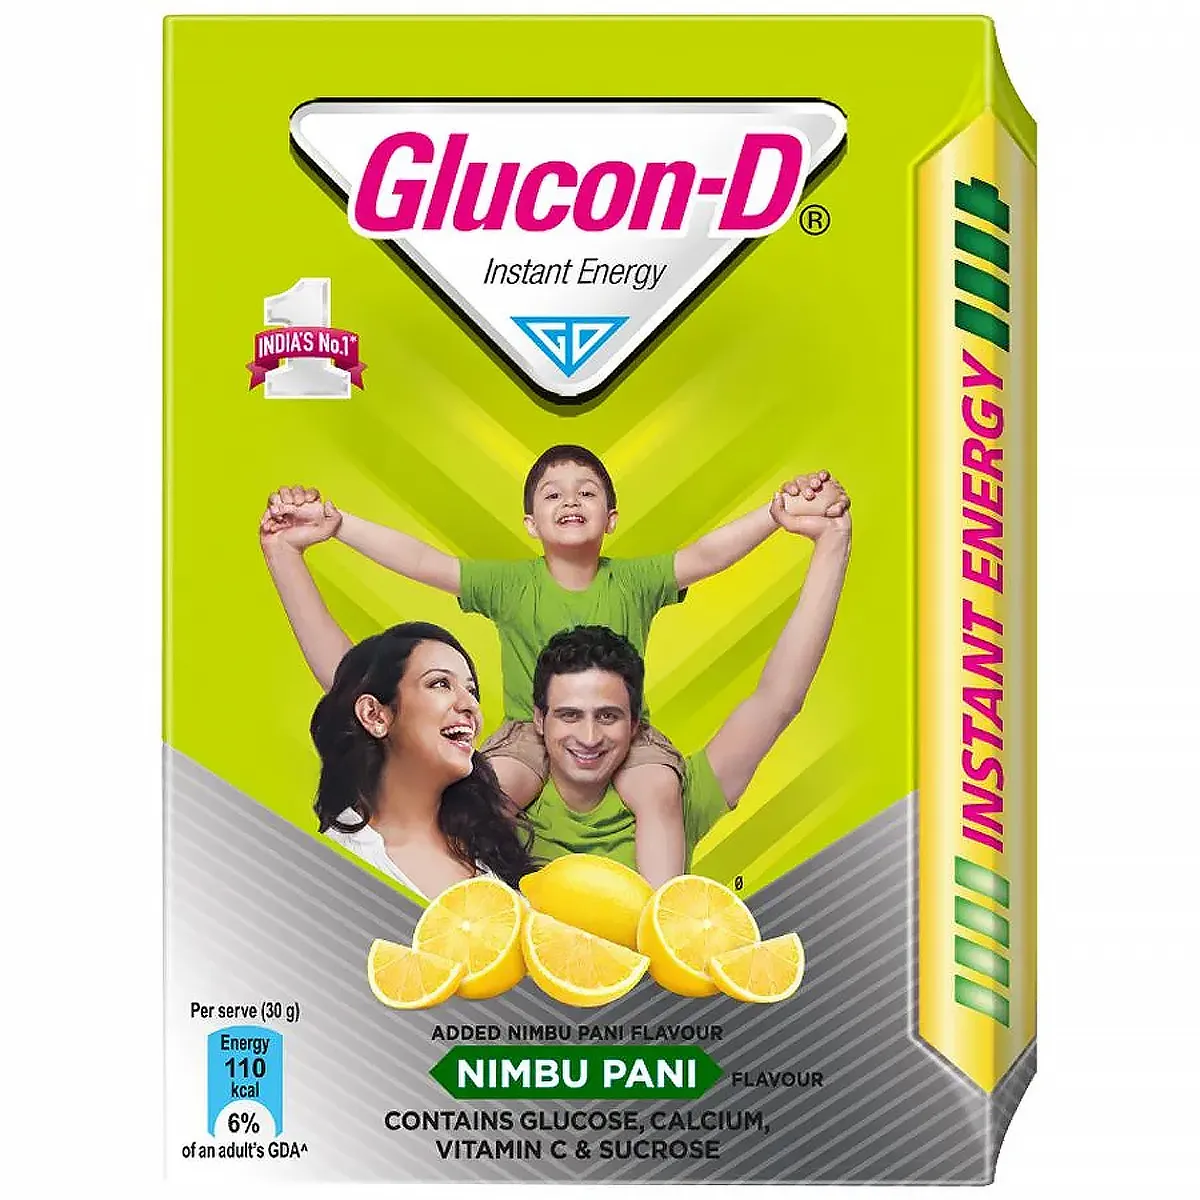 Glucon-D®
Instant Energy
GD
1
INDIA'S No.1*
INSTANT ENERGY
Ø
Per serve (30 g)
Energy
110
kcal
6%
of an adult's GDA^
ADDED NIMBU PANI FLAVOUR
NIMBU PANI FLAVOUR
CONTAINS GLUCOSE, CALCIUM,
VITAMIN C & SUCROSE